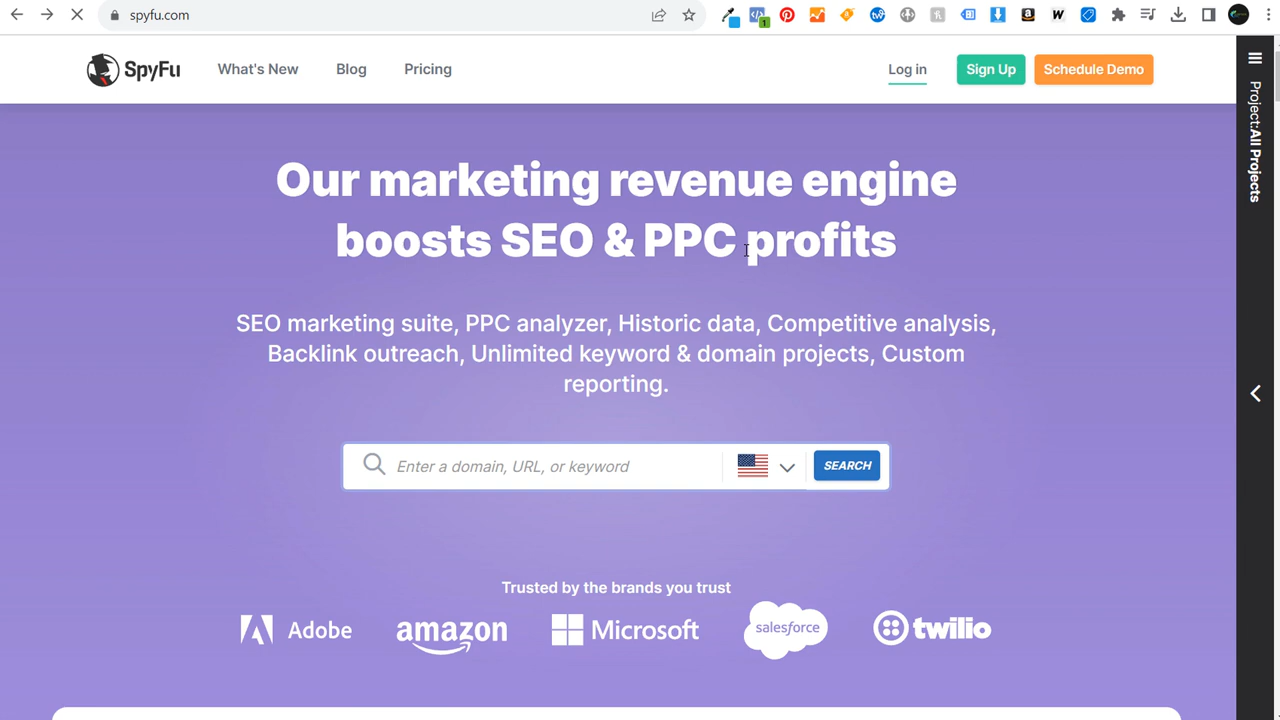 spyfu.com
1
tw
a
W
SpyFu
What's New
Blog
Pricing
Log in
Sign Up
Schedule Demo
Project:All Projects
Our marketing revenue engine
boosts SEO & PPC profits
SEO marketing suite, PPC analyzer, Historic data, Competitive analysis,
Backlink outreach, Unlimited keyword & domain projects, Custom
reporting.
Enter a domain, URL, or keyword
SEARCH
Trusted by the brands you trust
Adobe
amazon
Microsoft
salesforce
twilio